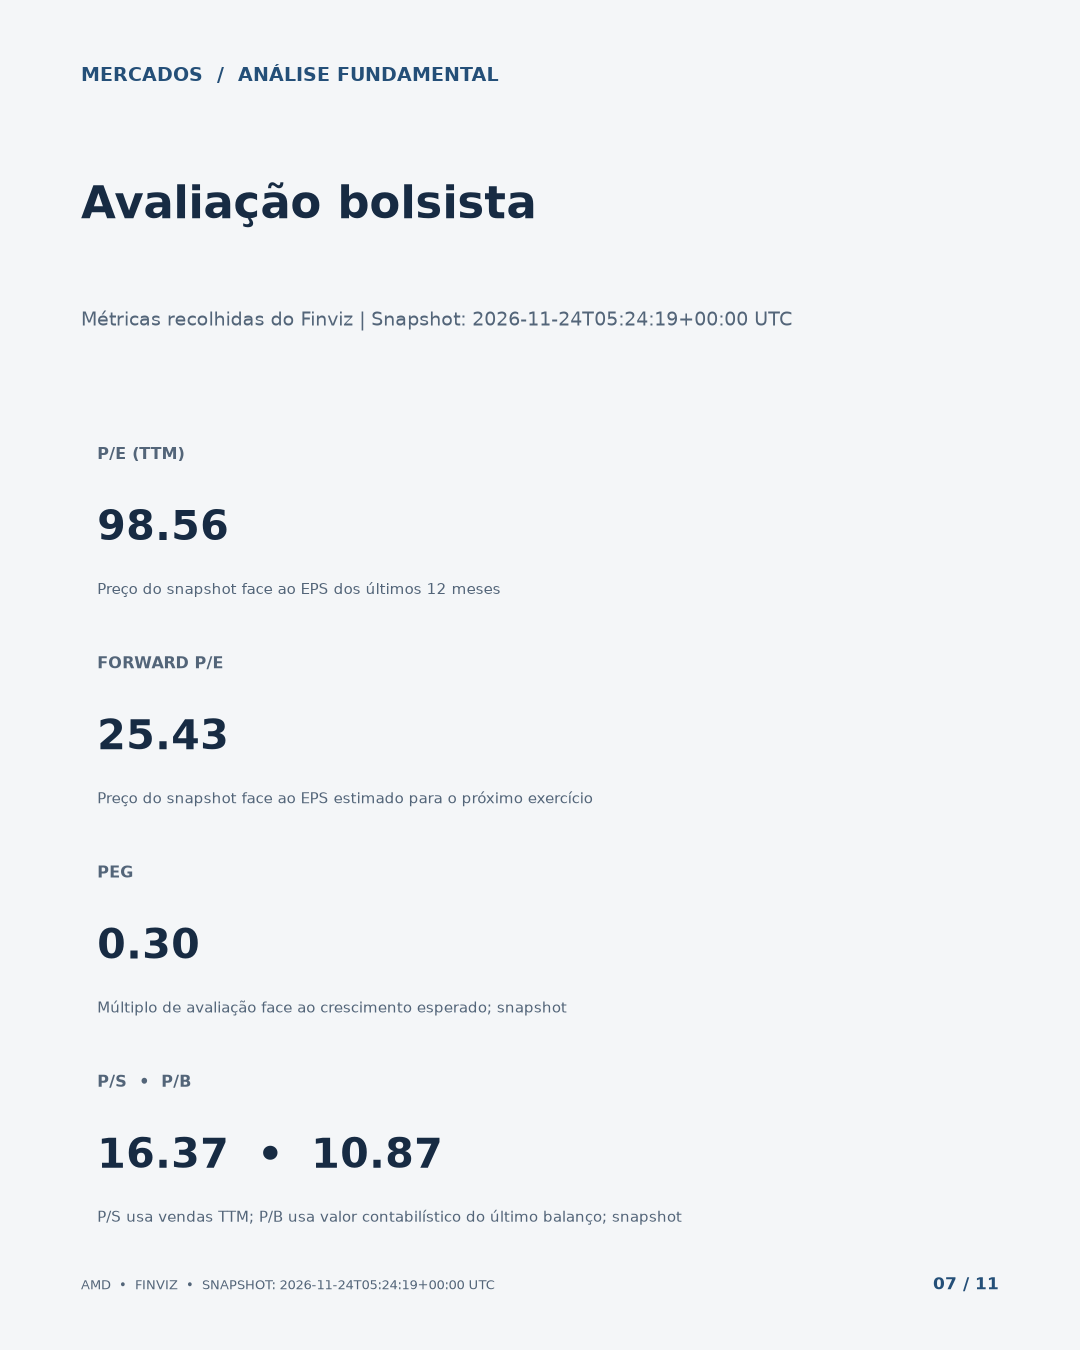 MERCADOS / ANÁLISE FUNDAMENTAL
Avaliação bolsista
Métricas recolhidas do Finviz | Snapshot: 2026-11-24T05:24:19+00:00 UTC
P/E (TTM)
98.56
Preço do snapshot face ao EPS dos últimos 12 meses
FORWARD P/E
25.43
Preço do snapshot face ao EPS estimado para o próximo exercício
PEG
0.30
Múltiplo de avaliação face ao crescimento esperado; snapshot
P/S • P/B
16.37 • 10.87
P/S usa vendas TTM; P/B usa valor contabilístico do último balanço; snapshot
AMD • FINVIZ • SNAPSHOT: 2026-11-24T05:24:19+00:00 UTC
07 / 11